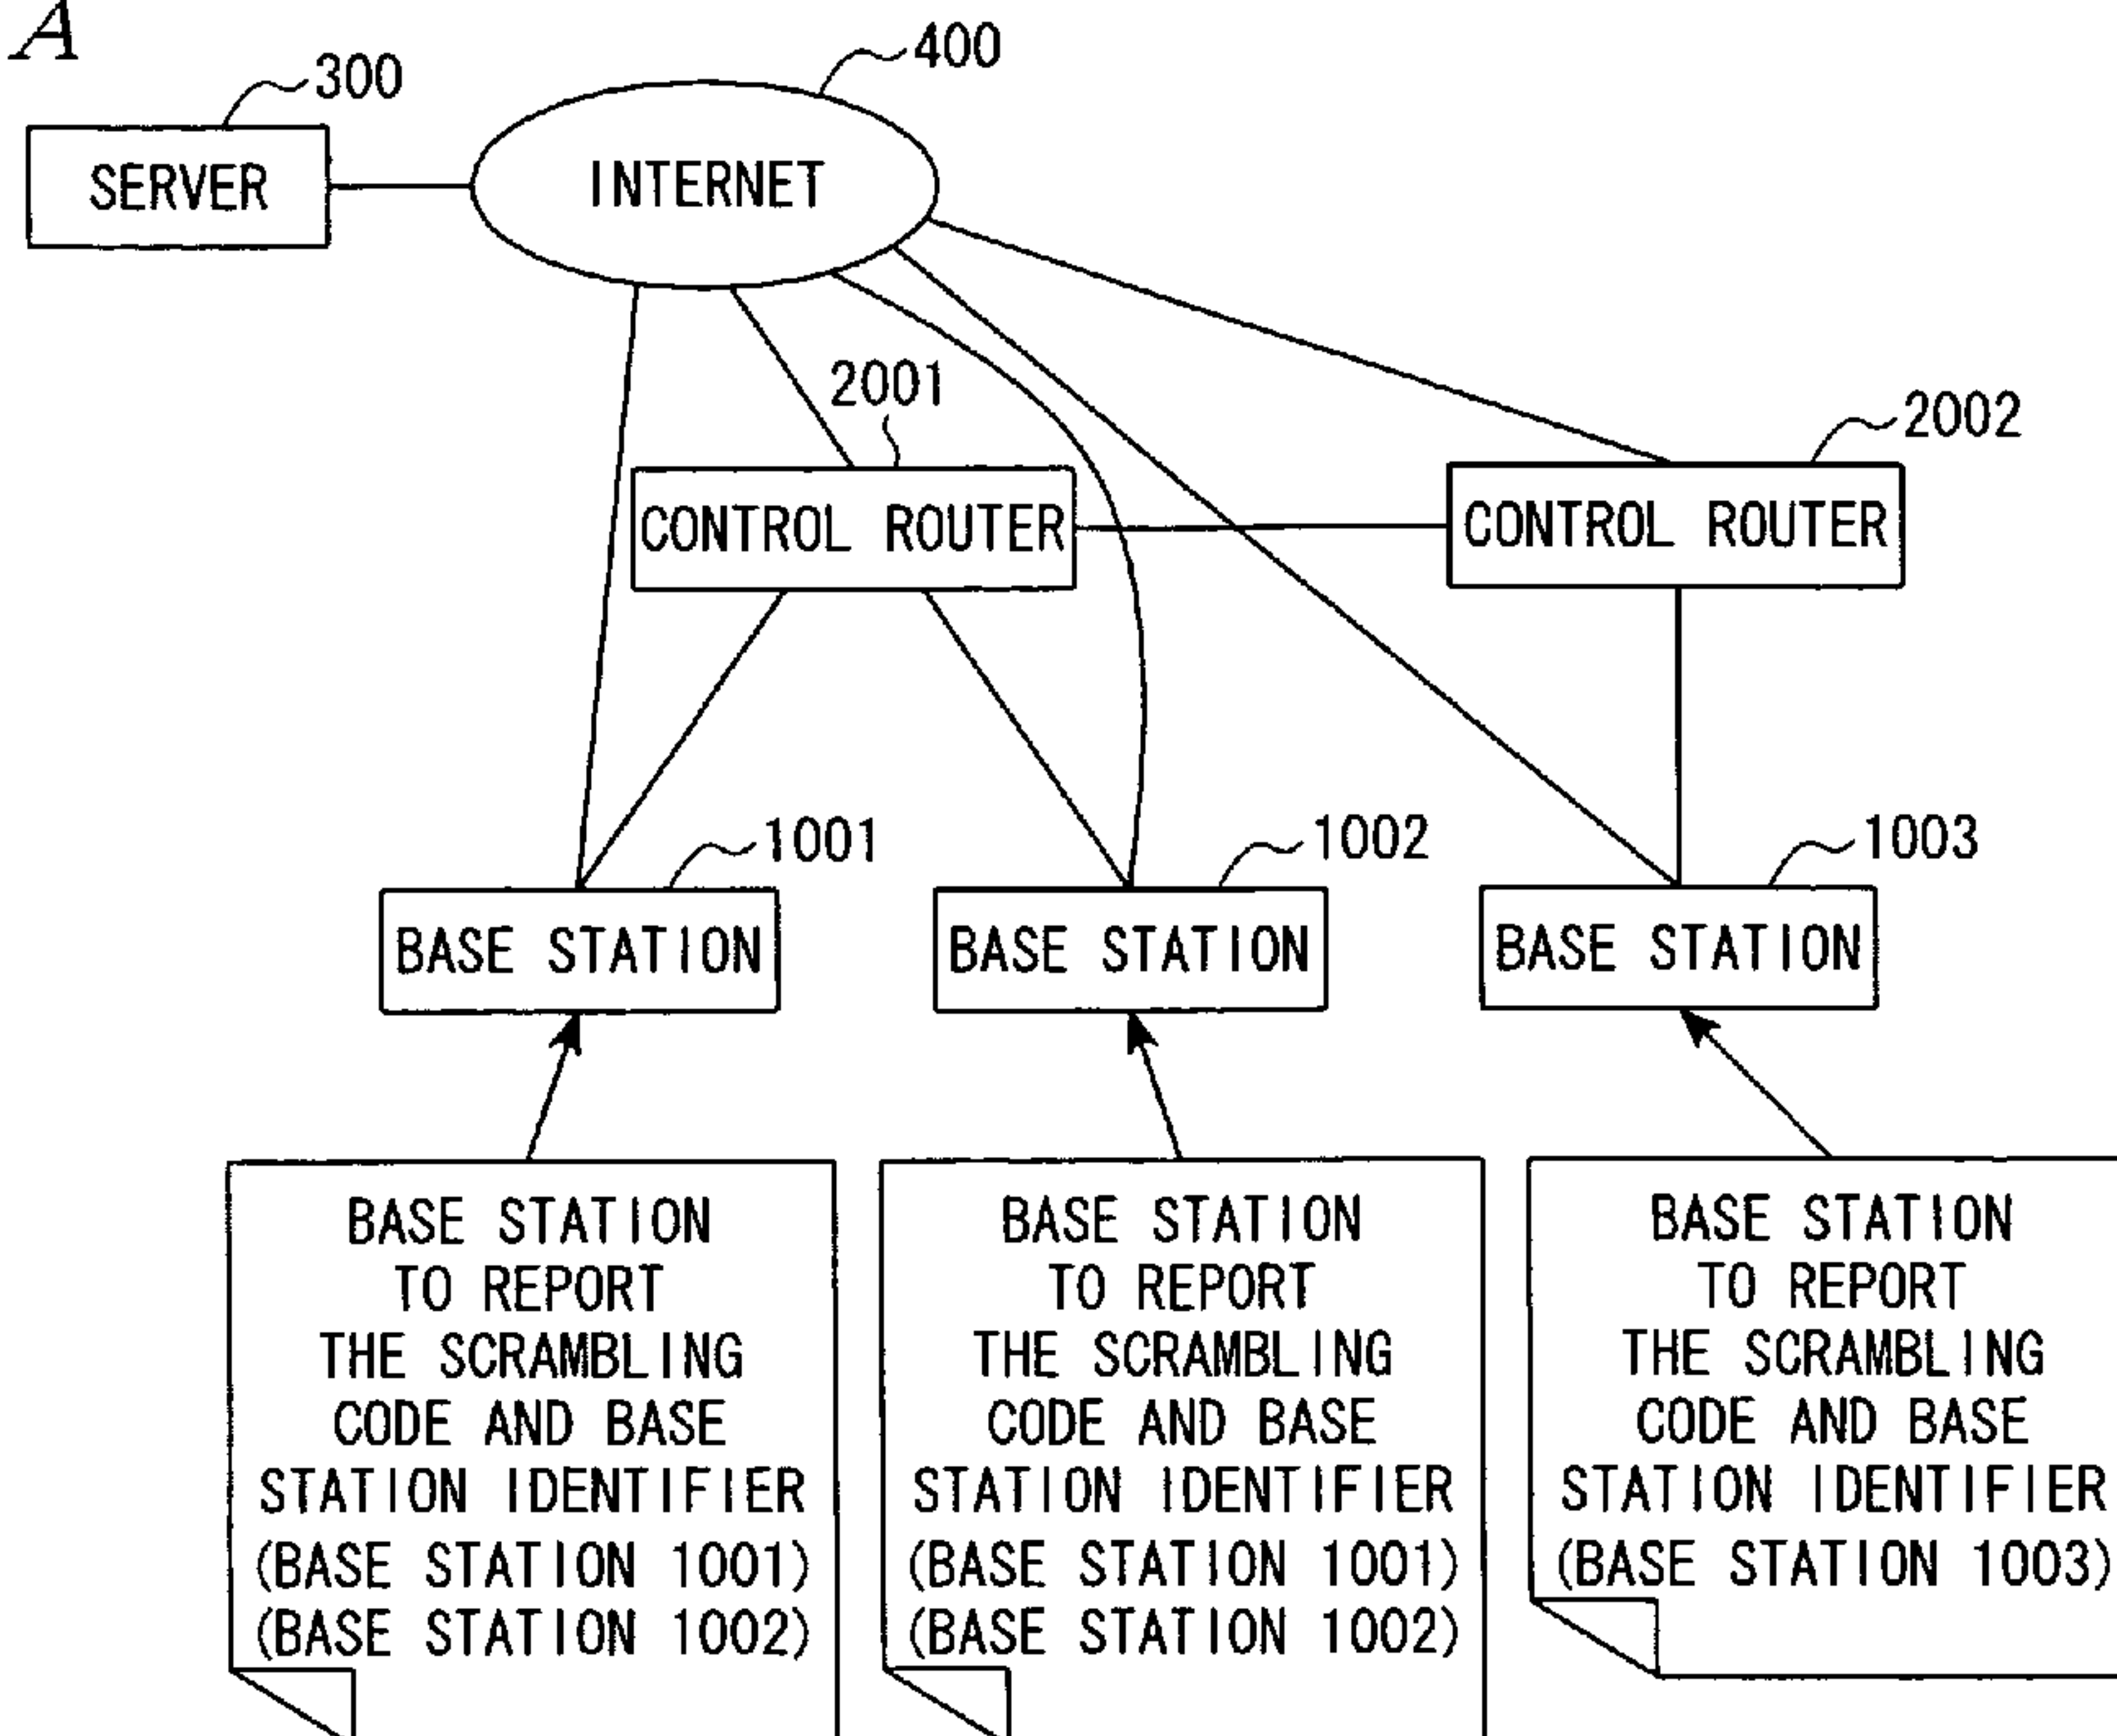 A
300
400
SERVER
INTERNET
2001
2002
CONTROL ROUTER
CONTROL ROUTER
1001
1002
1003
BASE STATION
BASE STATION
BASE STATION
BASE STATION
TO REPORT
THE SCRAMBLING
CODE AND BASE
STATION IDENTIFIER
(BASE STATION 1001)
(BASE STATION 1002)
BASE STATION
TO REPORT
THE SCRAMBLING
CODE AND BASE
STATION IDENTIFIER
(BASE STATION 1001)
(BASE STATION 1002)
BASE STATION
TO REPORT
THE SCRAMBLING
CODE AND BASE
STATION IDENTIFIER
(BASE STATION 1003)